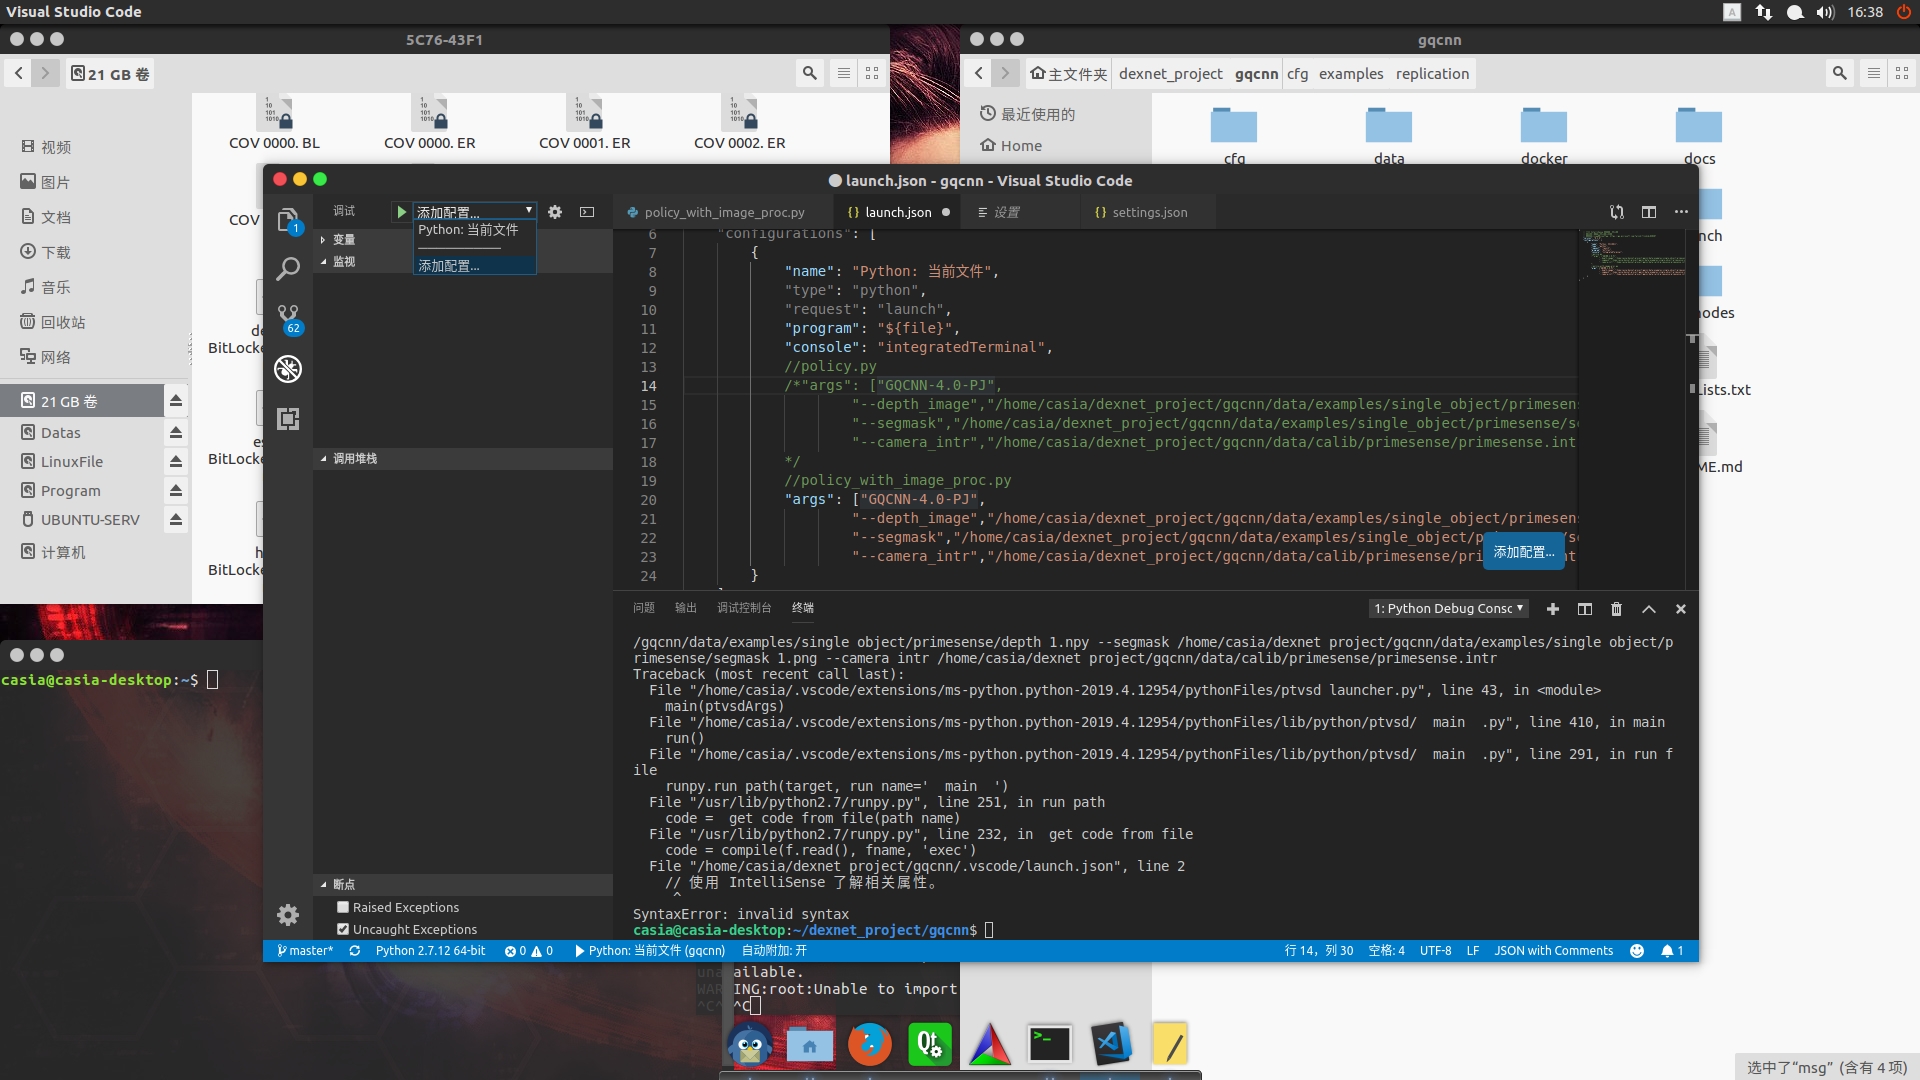 Visual Studio Code
A
16:38
5C76-43F1
21 GB 卷
视频
图片
文档
下载
音乐
回收站
网络
21 GB 卷
Datas
LinuxFile
Program
UBUNTU-SERV
计算机
COV 0000. BL
COV 0000. ER
COV 0001. ER
COV 0002. ER
COV
de
BitLocke
es
BitLocke
h
BitLocke
gqcnn
主文件夹
dexnet_project
gqcnn
cfg
examples
replication
最近使用的
Home
cfg
data
docker
docs
nch
nodes
Lists.txt
ME.md
launch.json - gqcnn - Visual Studio Code
1
62
调试
添加配置...
Python: 当前文件
添加配置...
变量
监视
调用堆栈
断点
Raised Exceptions
Uncaught Exceptions
policy_with_image_proc.py
{} launch.json
设置
{} settings.json
6 "configurations": [
7 {
8 "name": "Python: 当前文件",
9 "type": "python",
10 "request": "launch",
11 "program": "${file}",
12 "console": "integratedTerminal",
13 //policy.py
14 /*"args": ["GQCNN-4.0-PJ",
15 "--depth_image","/home/casia/dexnet_project/gqcnn/data/examples/single_object/primesens
16 "--segmask","/home/casia/dexnet_project/gqcnn/data/examples/single_object/primesense/se
17 "--camera_intr","/home/casia/dexnet_project/gqcnn/data/calib/primesense/primesense.intr
18 */
19 //policy_with_image_proc.py
20 "args": ["GQCNN-4.0-PJ",
21 "--depth_image","/home/casia/dexnet_project/gqcnn/data/examples/single_object/primesens
22 "--segmask","/home/casia/dexnet_project/gqcnn/data/examples/single_object/p
23 "--camera_intr","/home/casia/dexnet_project/gqcnn/data/calib/primesense/pri
24 }
添加配置...
问题
输出
调试控制台
终端
1: Python Debug Consc
/gqcnn/data/examples/single object/primesense/depth 1.npy --segmask /home/casia/dexnet project/gqcnn/data/examples/single object/p
rimesense/segmask 1.png --camera intr /home/casia/dexnet project/gqcnn/data/calib/primesense/primesense.intr
Traceback (most recent call last):
File "/home/casia/.vscode/extensions/ms-python.python-2019.4.12954/pythonFiles/ptvsd launcher.py", line 43, in <module>
main(ptvsdArgs)
File "/home/casia/.vscode/extensions/ms-python.python-2019.4.12954/pythonFiles/lib/python/ptvsd/  main  .py", line 410, in main
run()
File "/home/casia/.vscode/extensions/ms-python.python-2019.4.12954/pythonFiles/lib/python/ptvsd/  main  .py", line 291, in run f
ile
runpy.run path(target, run name='  main  ')
File "/usr/lib/python2.7/runpy.py", line 251, in run path
code =  get code from file(path name)
File "/usr/lib/python2.7/runpy.py", line 232, in  get code from file
code = compile(f.read(), fname, 'exec')
File "/home/casia/dexnet project/gqcnn/.vscode/launch.json", line 2
// 使用 IntelliSense 了解相关属性。
^
SyntaxError: invalid syntax
casia@casia-desktop:~/dexnet_project/gqcnn$
master*
Python 2.7.12 64-bit
0
0
Python: 当前文件 (gqcnn)
自动附加: 开
行 14，列 30
空格: 4
UTF-8
LF
JSON with Comments
1
casia@casia-desktop:~$
unavailable.
WARNING:root:Unable to import
^C^ ^C
Qt
>_
选中了“msg” (含有 4 项)